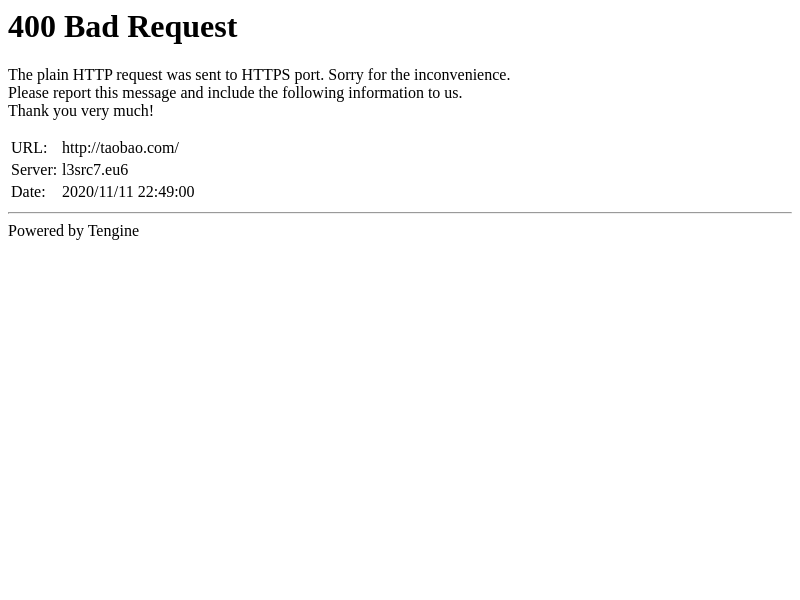 400 Bad Request
The plain HTTP request was sent to HTTPS port. Sorry for the inconvenience.
Please report this message and include the following information to us.
Thank you very much!
URL: http://taobao.com/
Server: l3src7.eu6
Date: 2020/11/11 22:49:00
Powered by Tengine